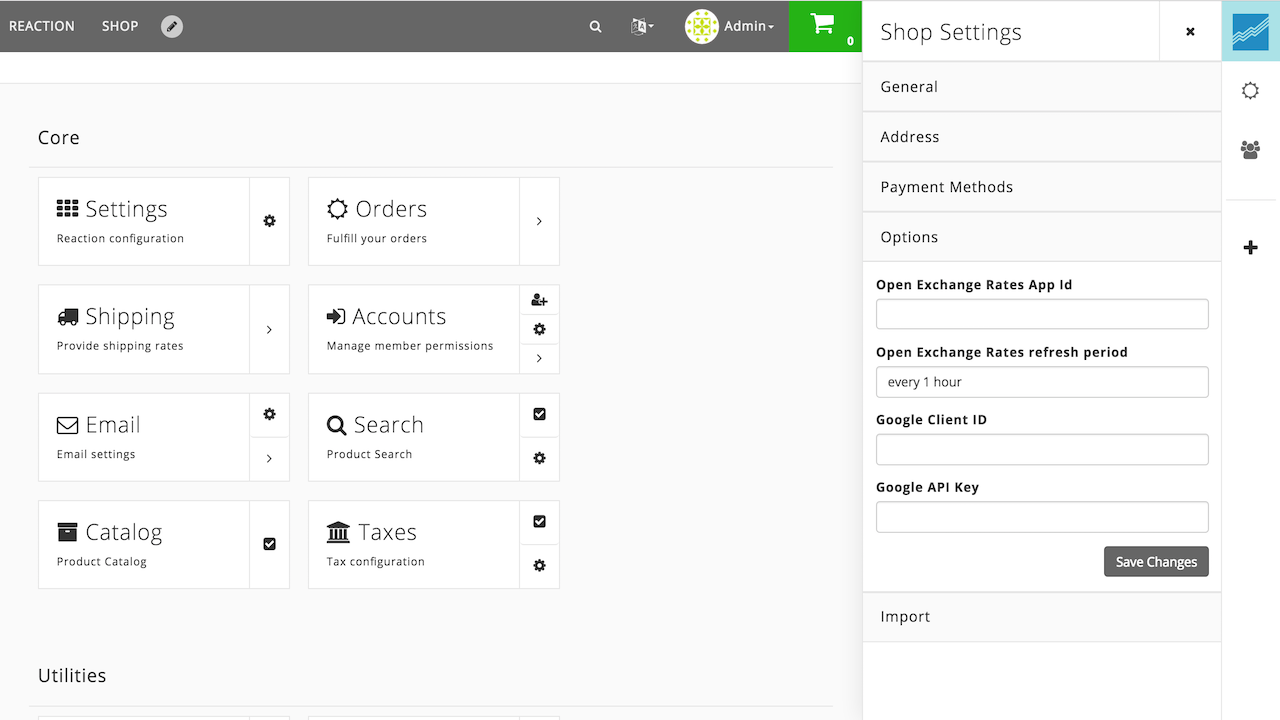 REACTION SHOP Admin 0
Core
Settings
Reaction configuration
Orders
Fulfill your orders
Shipping
Provide shipping rates
Accounts
Manage member permissions
Email
Email settings
Search
Product Search
Catalog
Product Catalog
Taxes
Tax configuration
Utilities
Shop Settings
General
Address
Payment Methods
Options
Open Exchange Rates App Id
Open Exchange Rates refresh period
every 1 hour
Google Client ID
Google API Key
Save Changes
Import